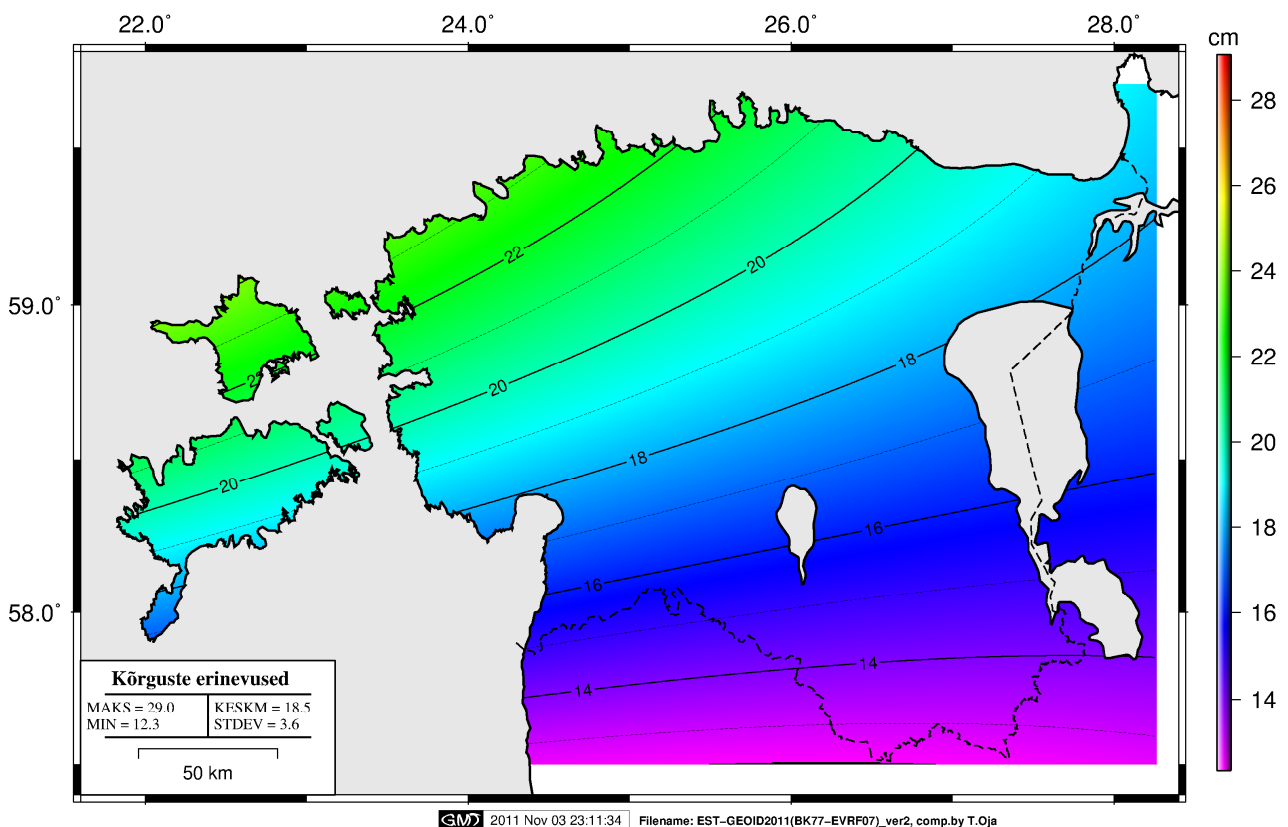 22.0° 24.0° 26.0° 28.0°
cm
28
26
24
22
20
18
16
14
59.0°
58.0°
22
20
20
18
18
20
16
16
14
14
Kõrguste erinevused
MAKS = 29.0 KESKM = 18.5
MIN = 12.3 STDEV = 3.6
50 km
GMD 2011 Nov 03 23:11:34 Filename: EST-GEOID2011(BK77-EVRF07)_ver2, comp.by T.Oja